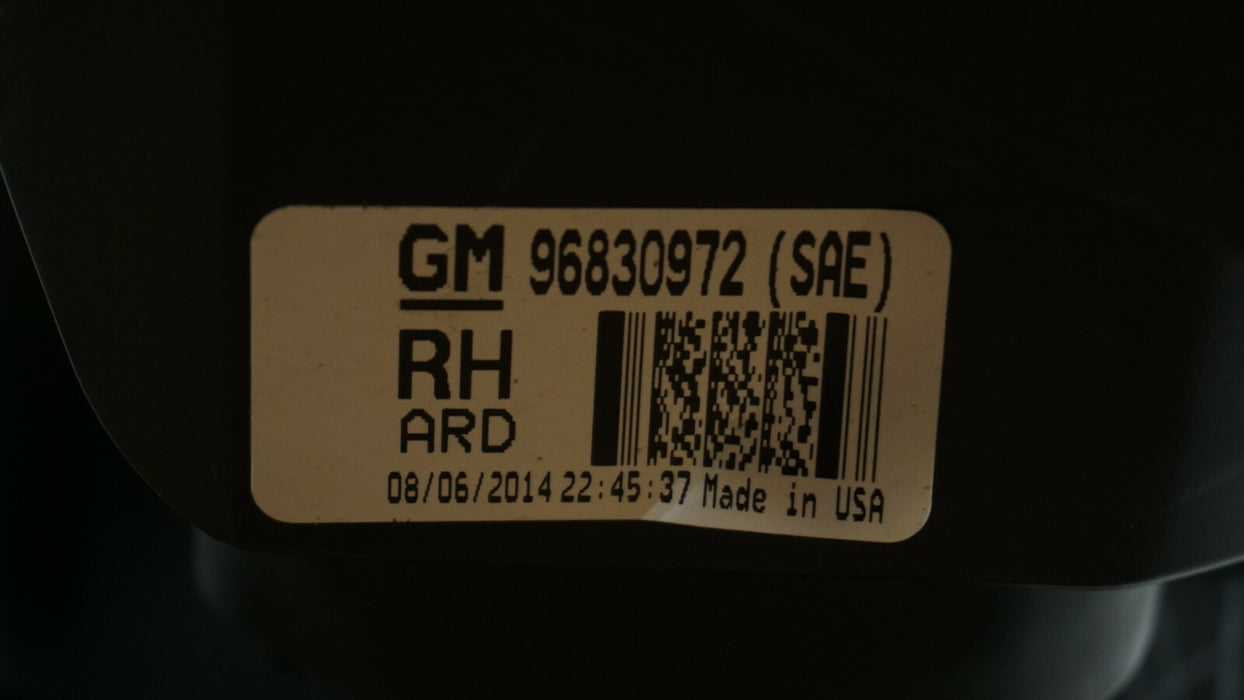 GM 96830972 (SAE)
RH
ARD
08/06/2014 22:45:37 Made in USA